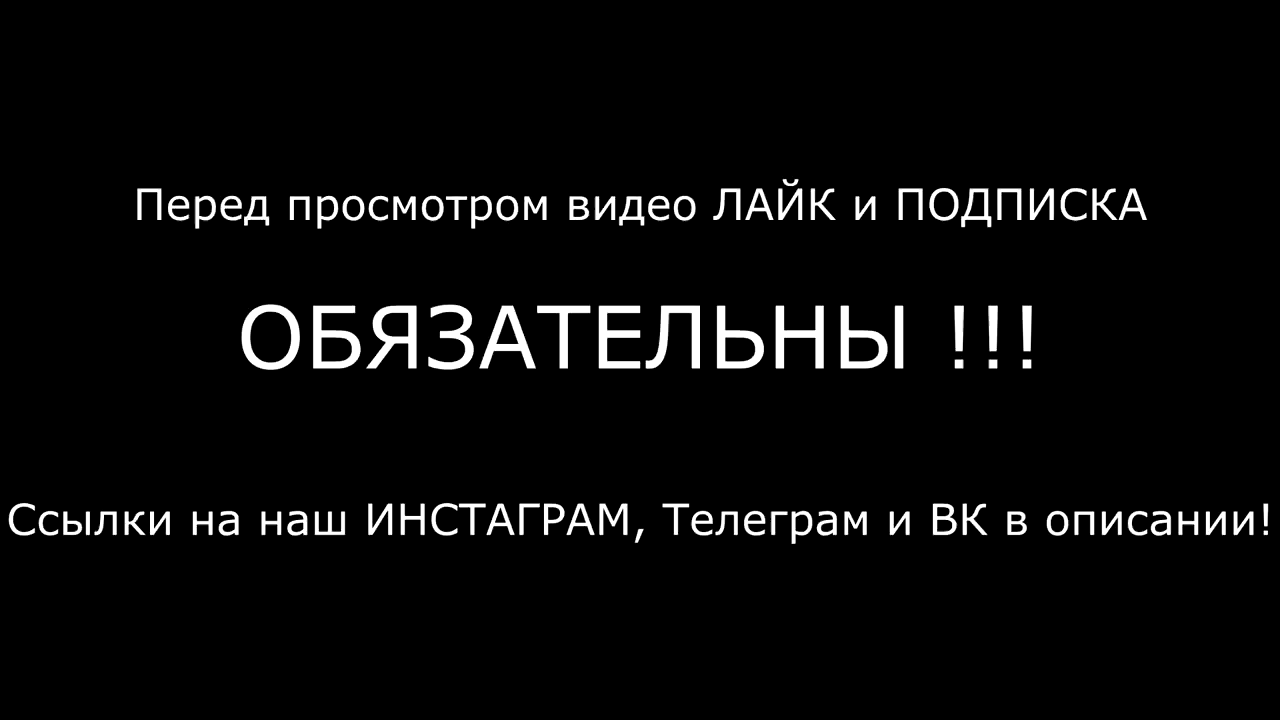 Перед просмотром видео ЛАЙК и ПОДПИСКА
ОБЯЗАТЕЛЬНЫ !!!
Ссылки на наш ИНСТАГРАМ, Телеграм и ВК в описании!